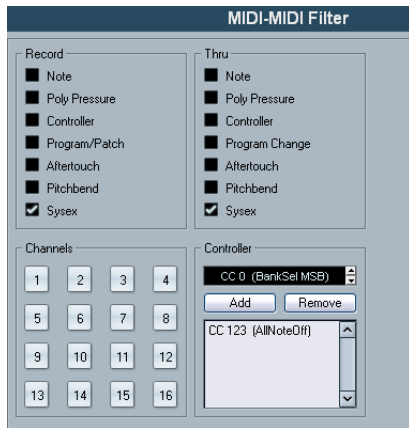 MIDI-MIDI Filter
Record
Note
Poly Pressure
Controller
Program/Patch
Aftertouch
Pitchbend
Sysex
Thru
Note
Poly Pressure
Controller
Program Change
Aftertouch
Pitchbend
Sysex
Channels
1 2 3 4
5 6 7 8
9 10 11 12
13 14 15 16
Controller
CC 0 (BankSel MSB)
Add Remove
CC 123 (AllNoteOff)